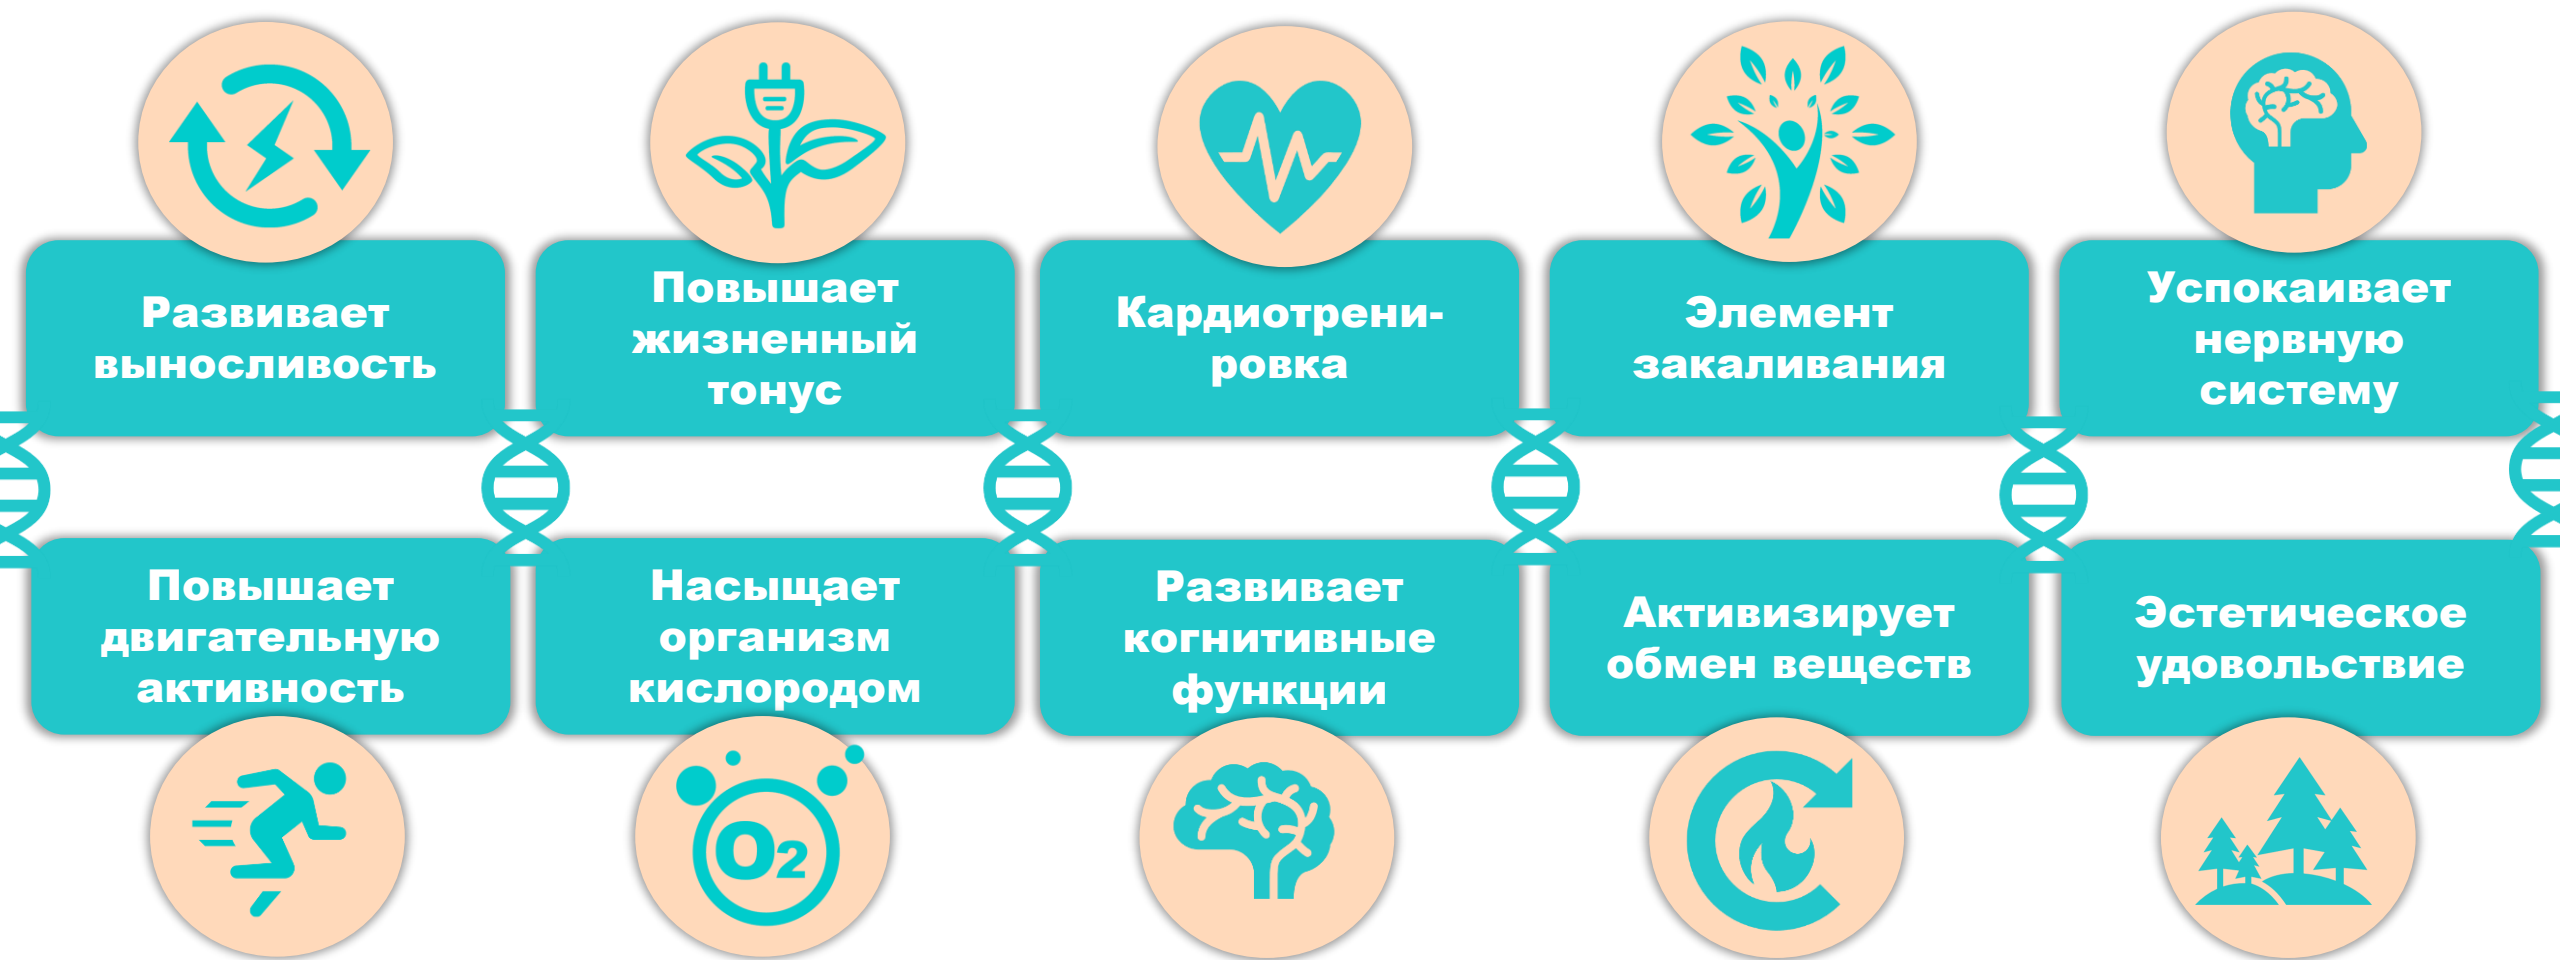 Развивает
выносливость
Повышает
жизненный
тонус
Кардиотрени-
ровка
Элемент
закаливания
Успокаивает
нервную
систему
Повышает
двигательную
активность
Насыщает
организм
кислородом
Развивает
когнитивные
функции
Активизирует
обмен веществ
Эстетическое
удовольствие
O2